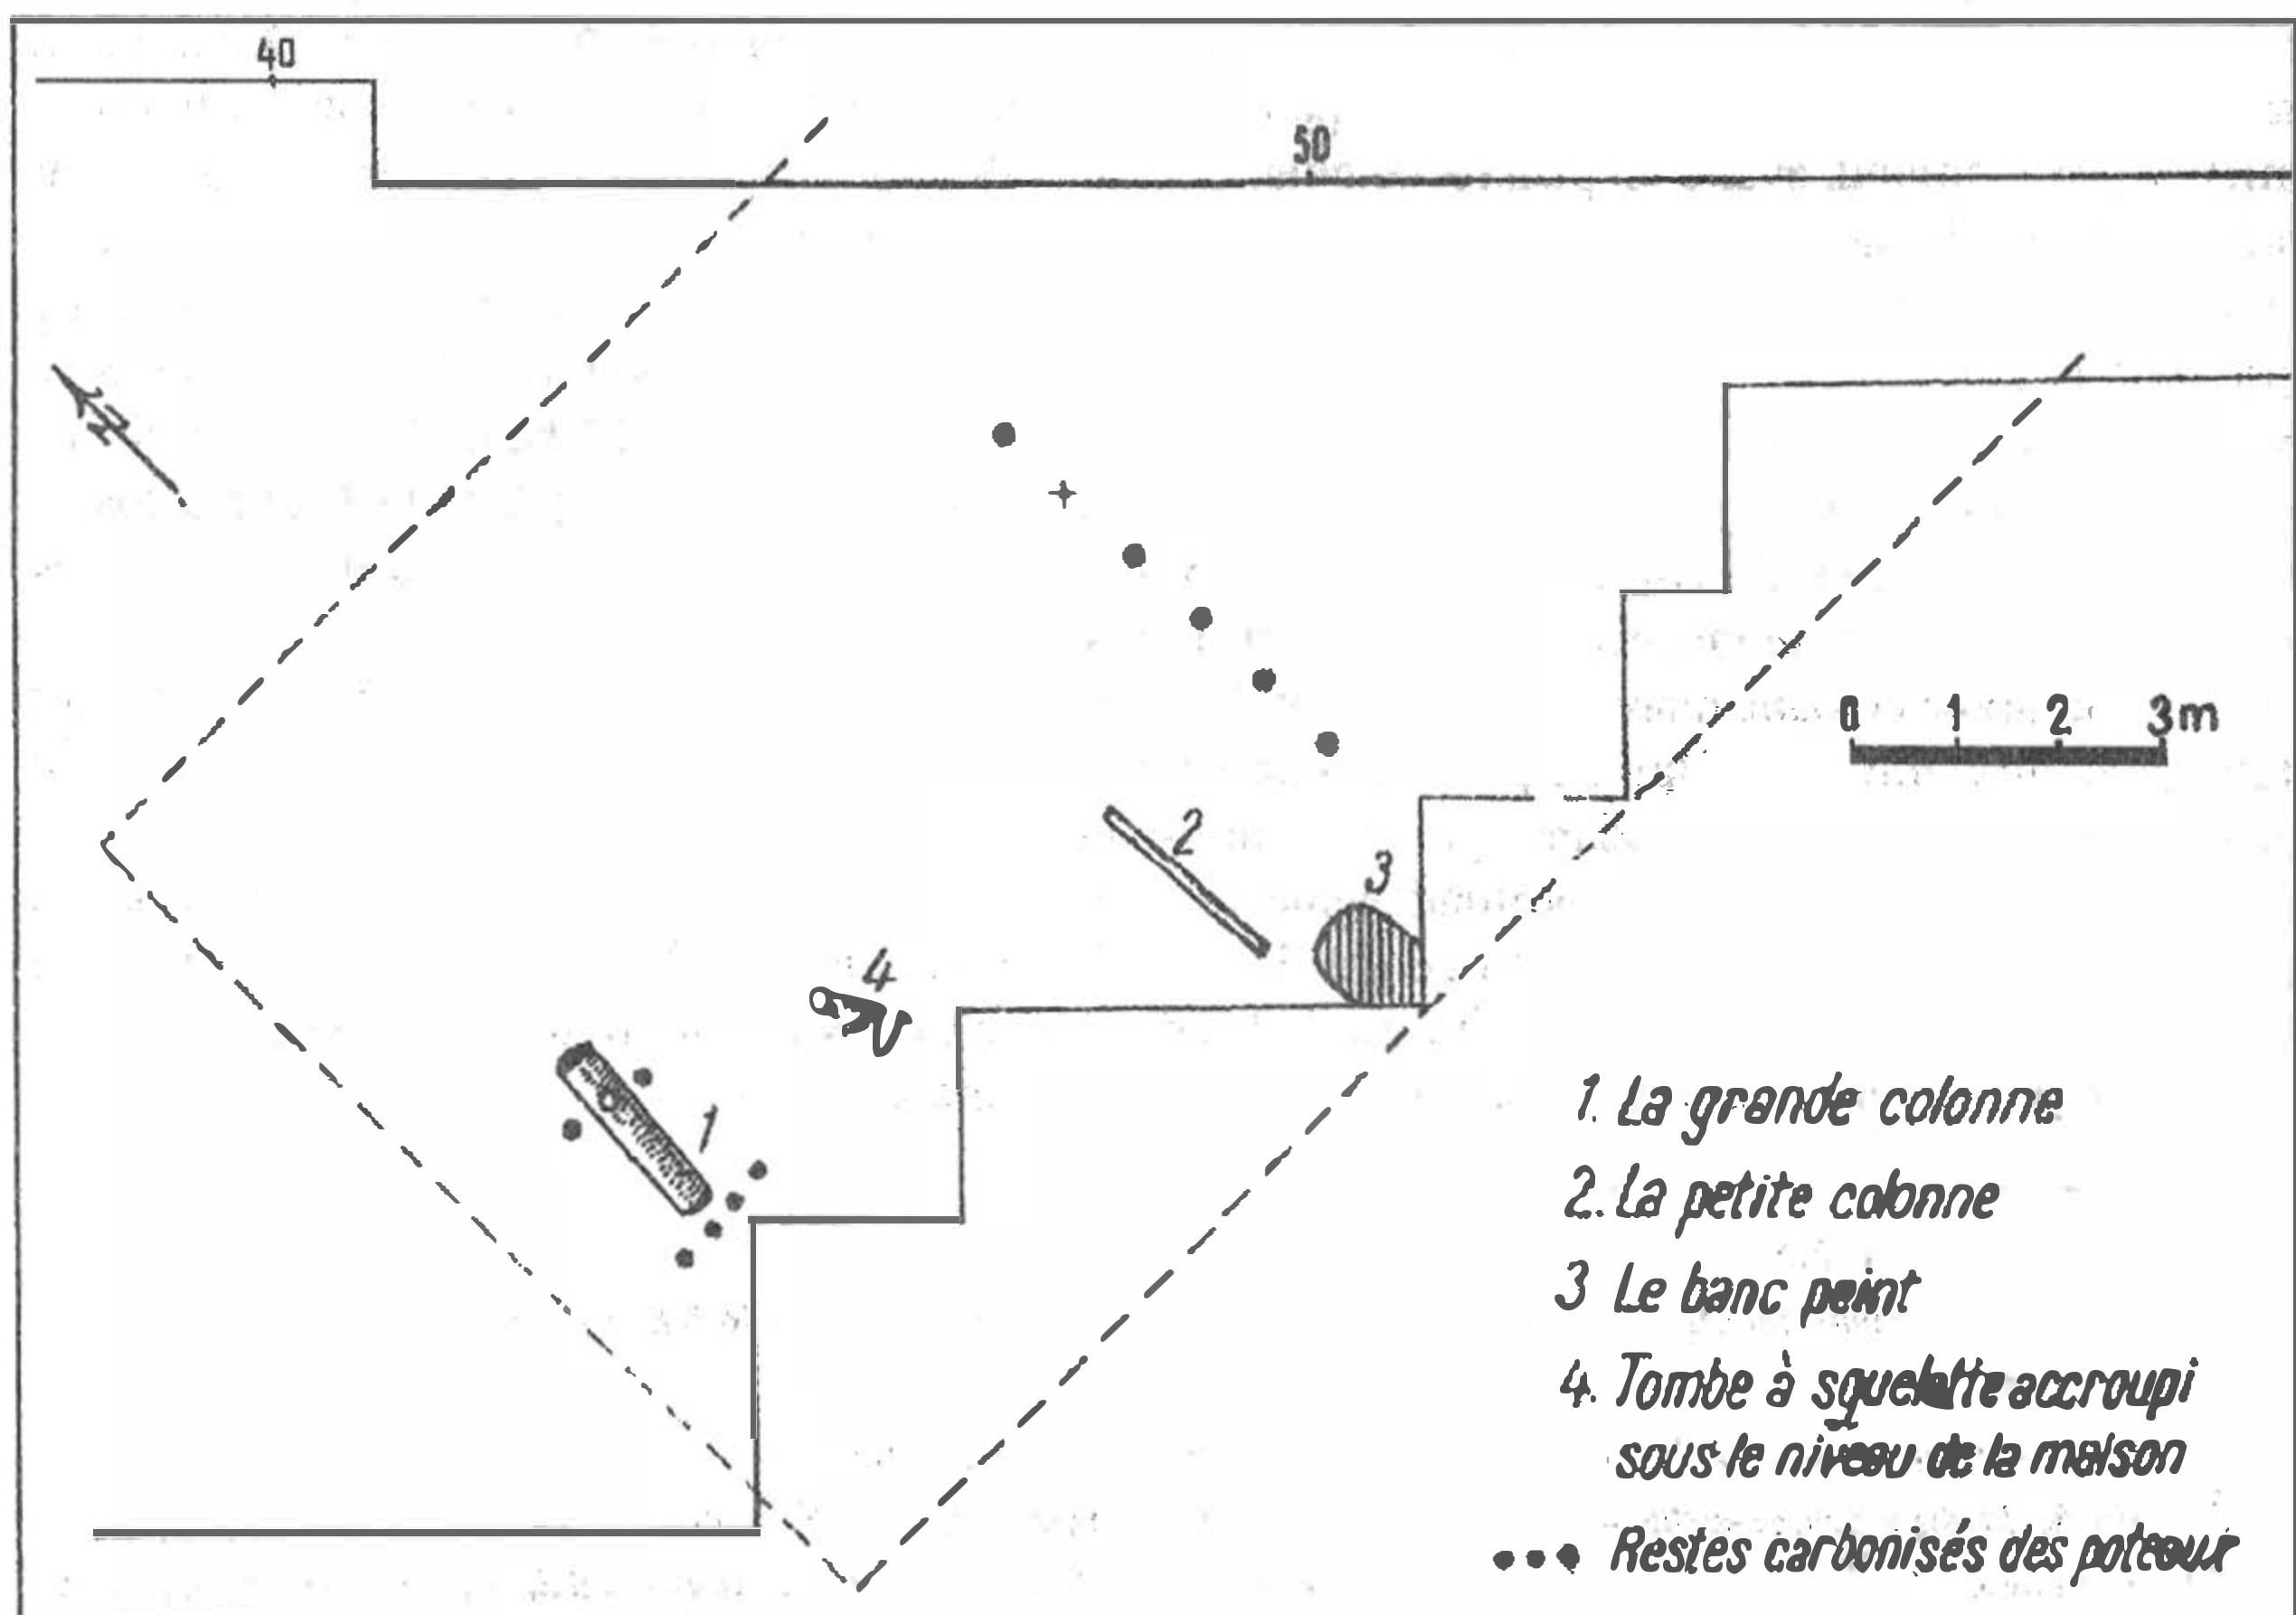 40
50
N
0 1 2 3m
2
3
4
1
1. La grande colonne
2. La petite colonne
3 Le banc peint
4. Tombe à squelette accroupi
sous le niveau de la maison
Restes carbonisés des poteaux